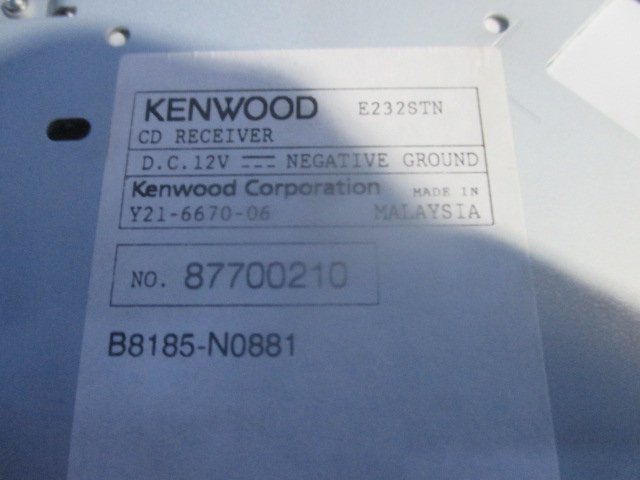 KENWOOD E232STN
CD RECEIVER
D.C.12V ⎓ NEGATIVE GROUND
Kenwood Corporation MADE IN
Y21-6670-06 MALAYSIA
NO. 87700210
B8185-N0881